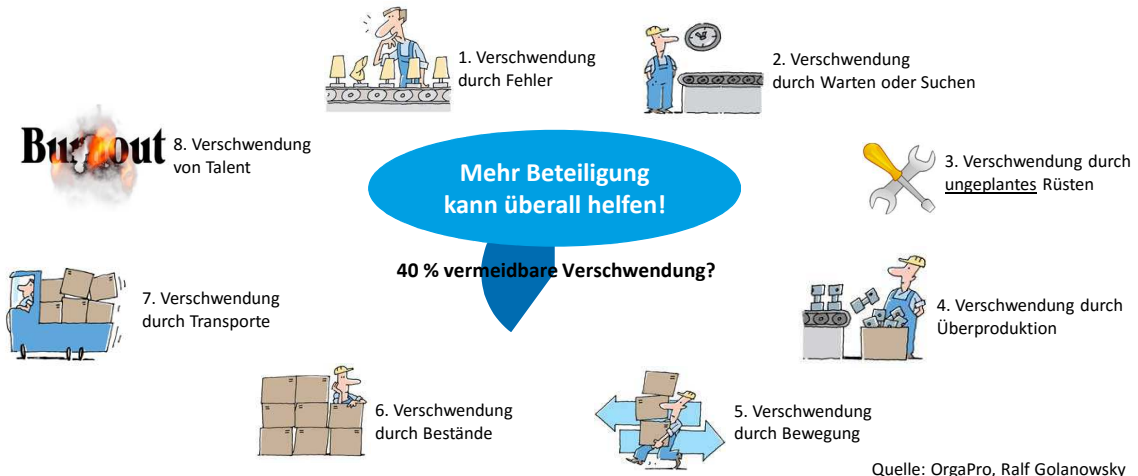 1. Verschwendung
durch Fehler
2. Verschwendung
durch Warten oder Suchen
Burnout
8. Verschwendung
von Talent
Mehr Beteiligung
kann überall helfen!
3. Verschwendung durch
ungeplantes Rüsten
40 % vermeidbare Verschwendung?
7. Verschwendung
durch Transporte
4. Verschwendung durch
Überproduktion
6. Verschwendung
durch Bestände
5. Verschwendung
durch Bewegung
Quelle: OrgaPro, Ralf Golanowsky